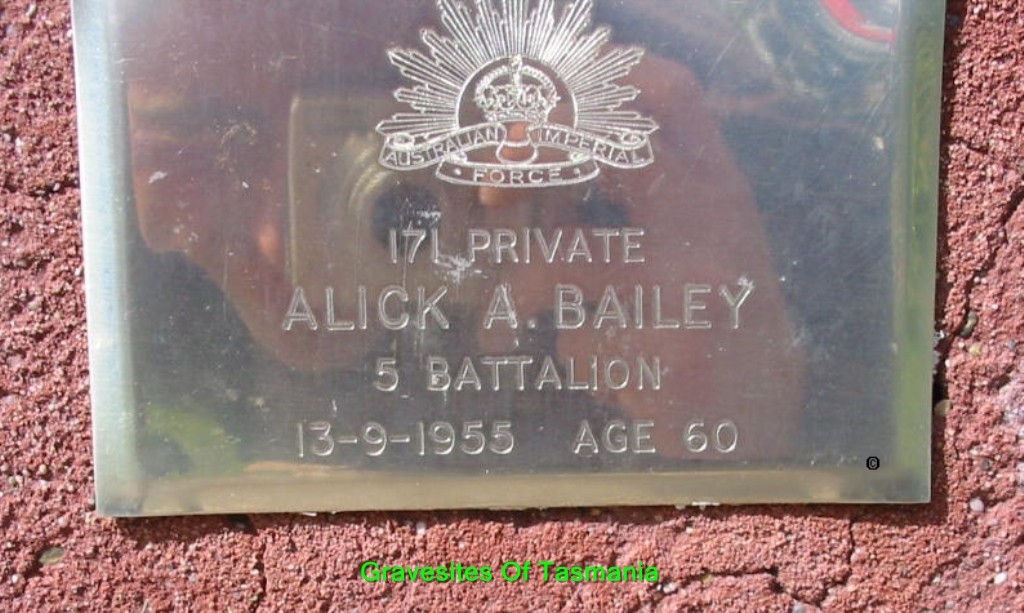 AUSTRALIAN IMPERIAL
FORCE
171 PRIVATE
ALICK A. BAILEY
5 BATTALION
13-9-1955 AGE 60
©
Gravesites Of Tasmania